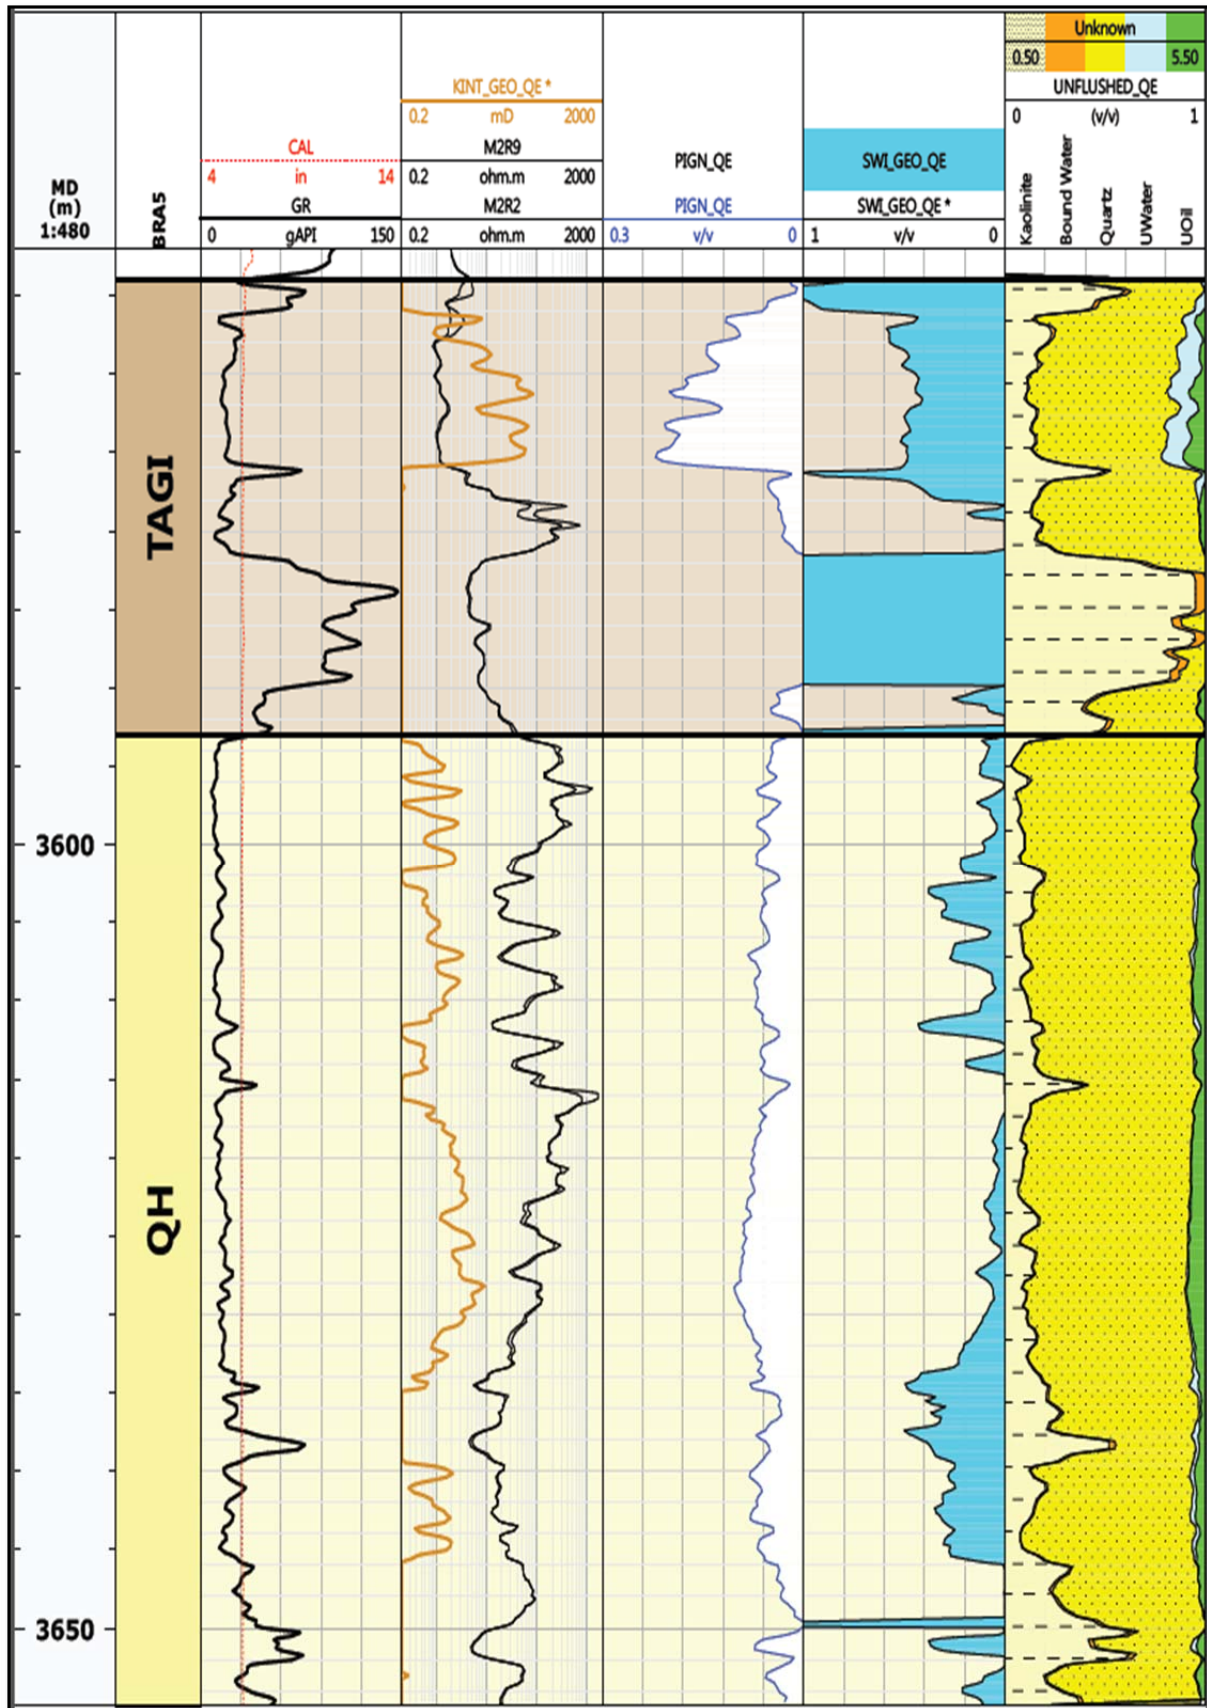 Unknown
0.50 5.50
KINT_GEO_QE *
UNFLUSHED_QE
0.2 mD 2000
0 (v/v) 1
CAL
M2R9
PIGN_QE
SWI_GEO_QE
4 in 14
0.2 ohm.m 2000
MD
(m)
1:480
BRA5
GR
M2R2
PIGN_QE
SWI_GEO_QE *
0 gAPI 150
0.2 ohm.m 2000
0.3 v/v 0
1 v/v 0
Kaolinite
Bound Water
Quartz
UWater
UOil
TAGI
3600
QH
3650